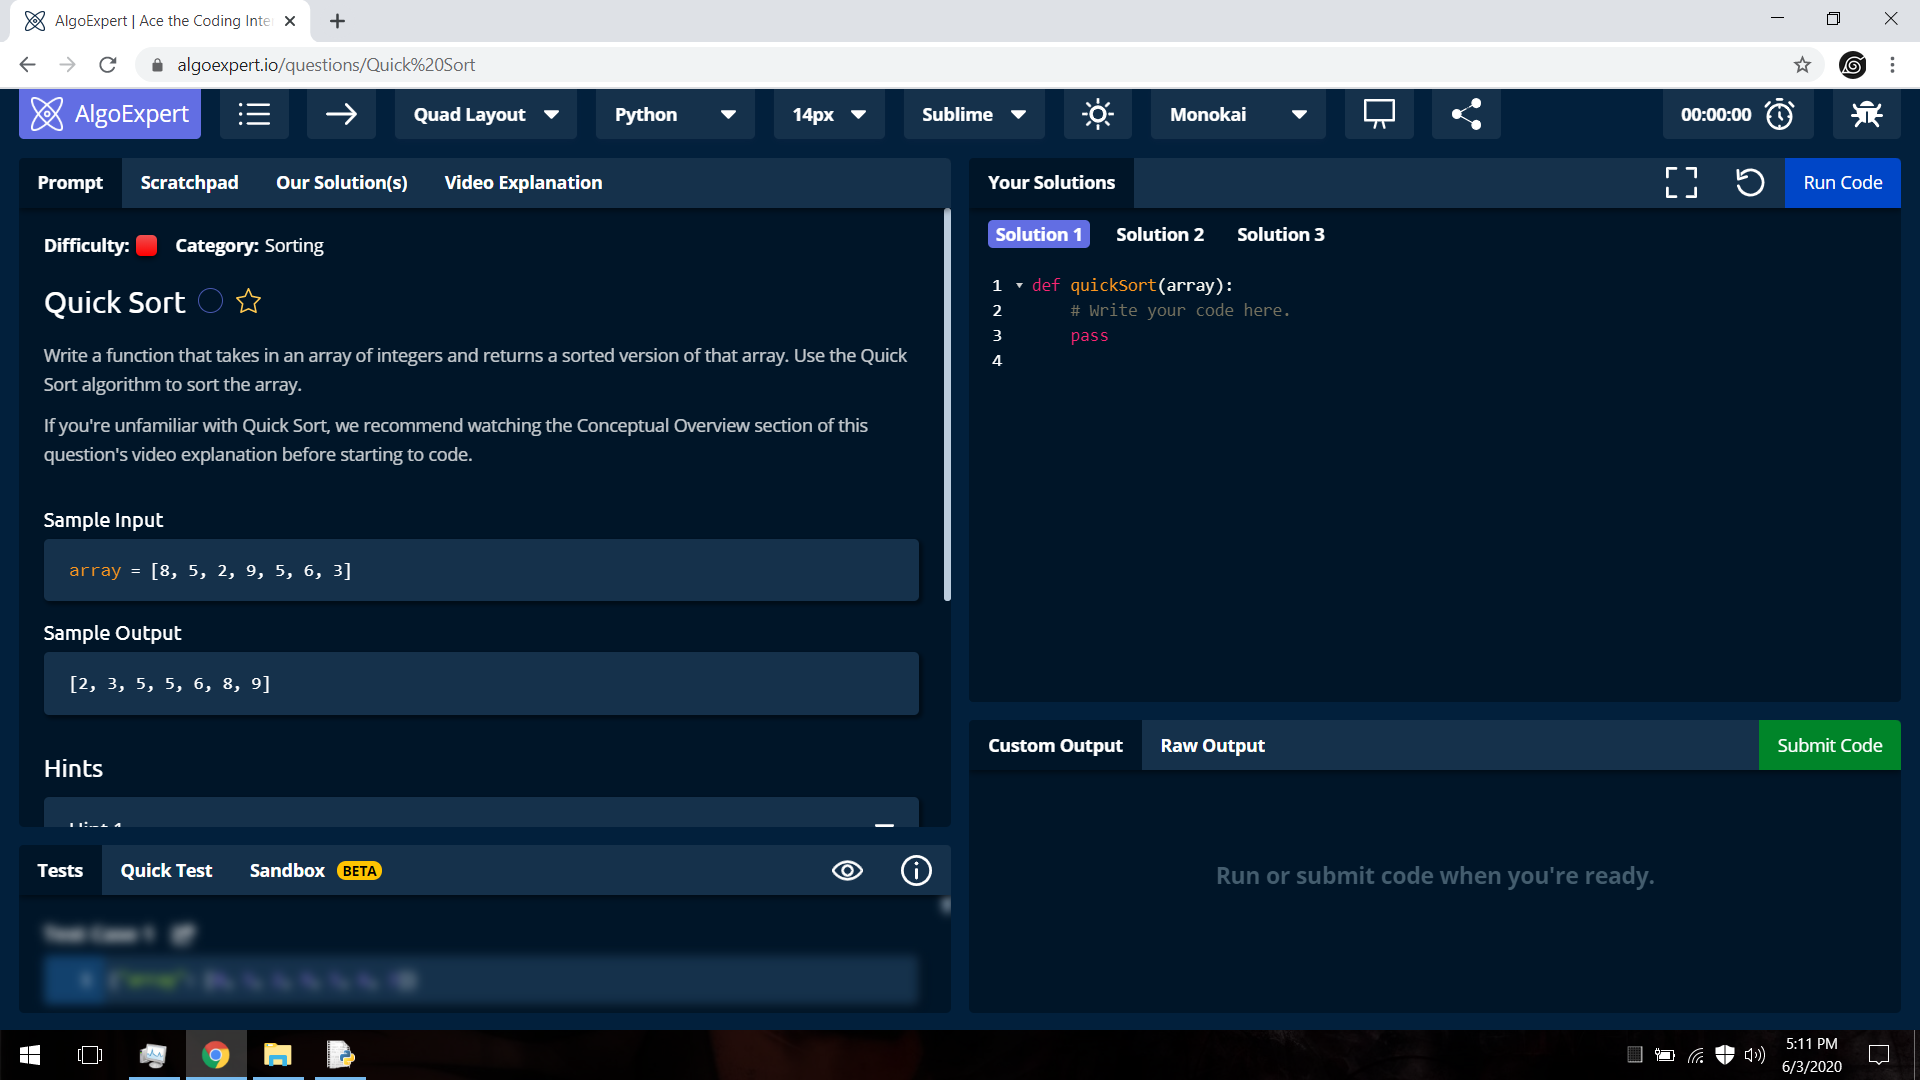 AlgoExpert | Ace the Coding Inte
algoexpert.io/questions/Quick%20Sort
AlgoExpert
Quad Layout
Python
14px
Sublime
Monokai
00:00:00
Prompt
Scratchpad
Our Solution(s)
Video Explanation
Difficulty:
Category: Sorting
Quick Sort
Write a function that takes in an array of integers and returns a sorted version of that array. Use the Quick
Sort algorithm to sort the array.
If you're unfamiliar with Quick Sort, we recommend watching the Conceptual Overview section of this
question's video explanation before starting to code.
Sample Input
array = [8, 5, 2, 9, 5, 6, 3]
Sample Output
[2, 3, 5, 5, 6, 8, 9]
Hints
Hint 1
Tests
Quick Test
Sandbox BETA
Your Solutions
Run Code
Solution 1
Solution 2
Solution 3
1 def quickSort(array):
2 # Write your code here.
3 pass
4
Custom Output
Raw Output
Submit Code
Run or submit code when you're ready.
5:11 PM
6/3/2020